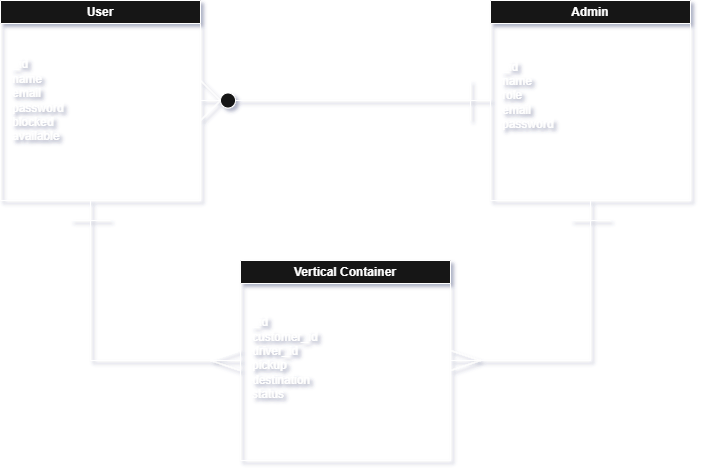 User
_id
name
email
password
blocked
available
Admin
_id
name
role
email
password
Vertical Container
_id
custumer_id
driver_id
pickup
destination
status